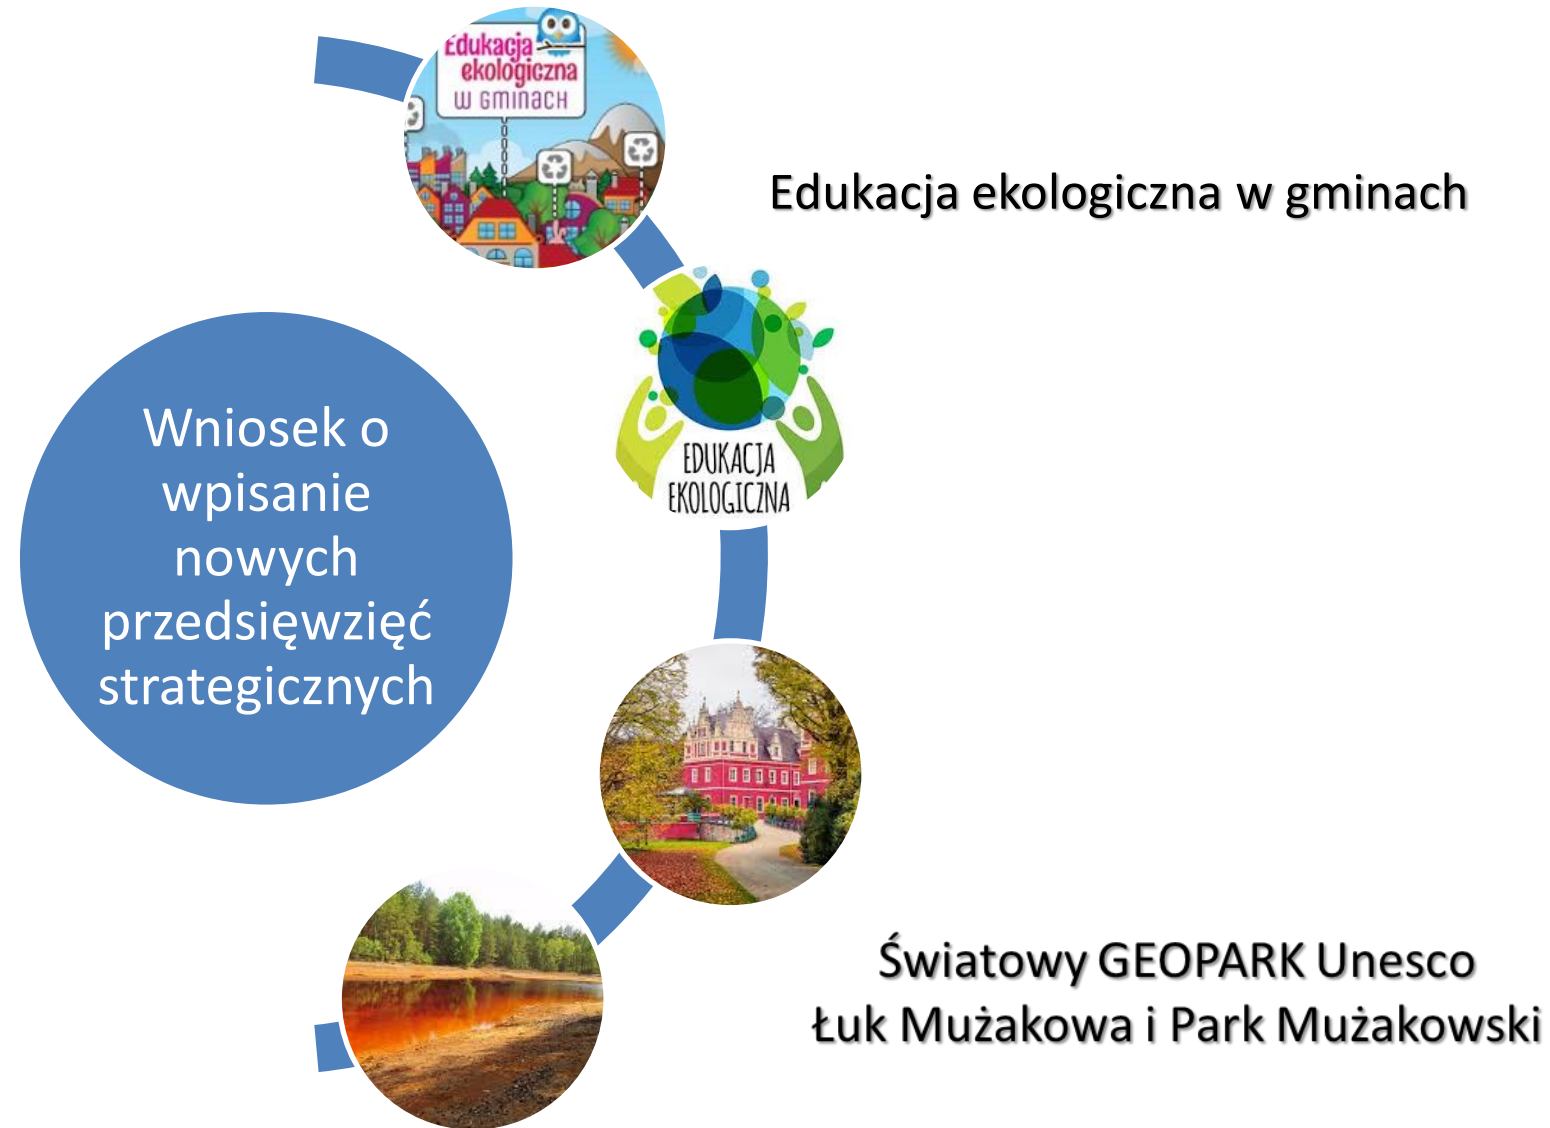 Edukacja
ekologiczna
w gminach
Edukacja ekologiczna w gminach
EDUKACJA
EKOLOGICZNA
Wniosek o
wpisanie
nowych
przedsięwzięć
strategicznych
Światowy GEOPARK Unesco
Łuk Mużakowa i Park Mużakowski